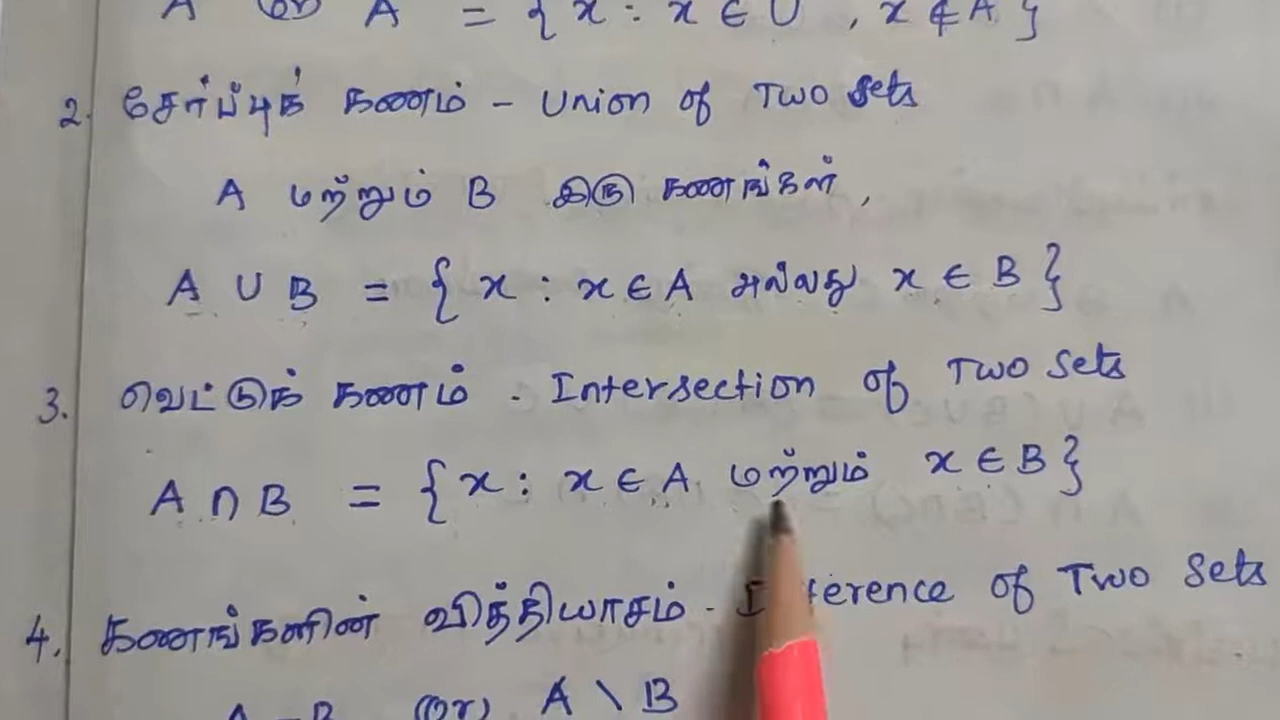 A (or) A = { x : x ∈ U , x ∉ A }
2. சேர்ப்புக் கணம் - Union of Two Sets
A மற்றும் B இரு கணங்கள் ,
A ∪ B = { x : x ∈ A அல்லது x ∈ B }
3. வெட்டுக் கணம் - Intersection of Two Sets
A ∩ B = { x : x ∈ A மற்றும் x ∈ B }
4. கணங்களின் வித்தியாசம் - of Two Sets
A - B (or) A \ B